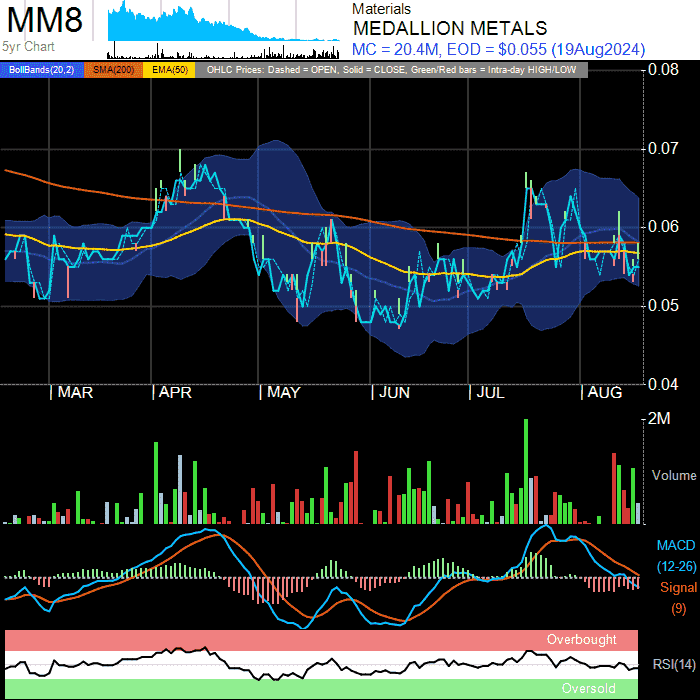 MM8
5yr Chart
Materials
MEDALLION METALS
MC = 20.4M, EOD = $0.055 (19Aug2024)
BollBands(20,2) SMA(200) EMA(50) OHLC Prices: Dashed = OPEN, Solid = CLOSE, Green/Red bars = Intra-day HIGH/LOW
0.08
0.07
0.06
0.05
0.04
MAR APR MAY JUN JUL AUG
2M
Volume
MACD
(12-26)
Signal
(9)
Overbought
RSI(14)
Oversold